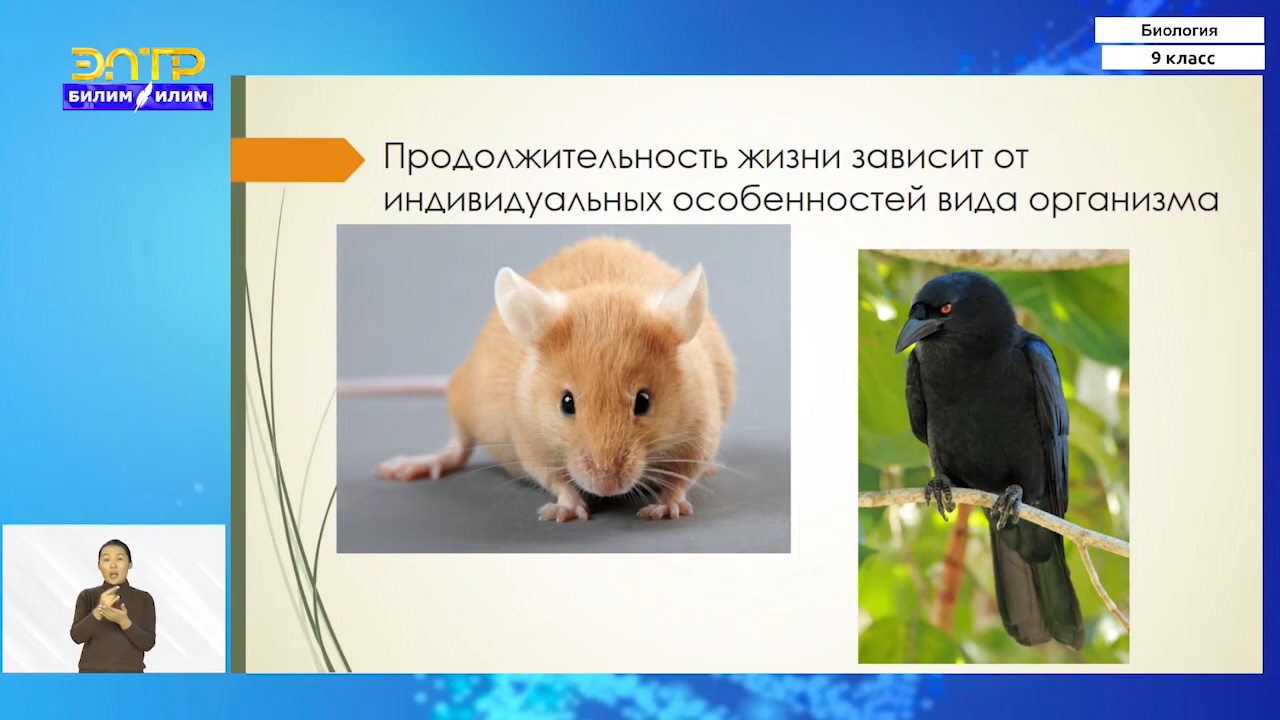 ЭЛТР
БИЛИМ ИЛИМ
Биология
9 класс
Продолжительность жизни зависит от
индивидуальных особенностей вида организма